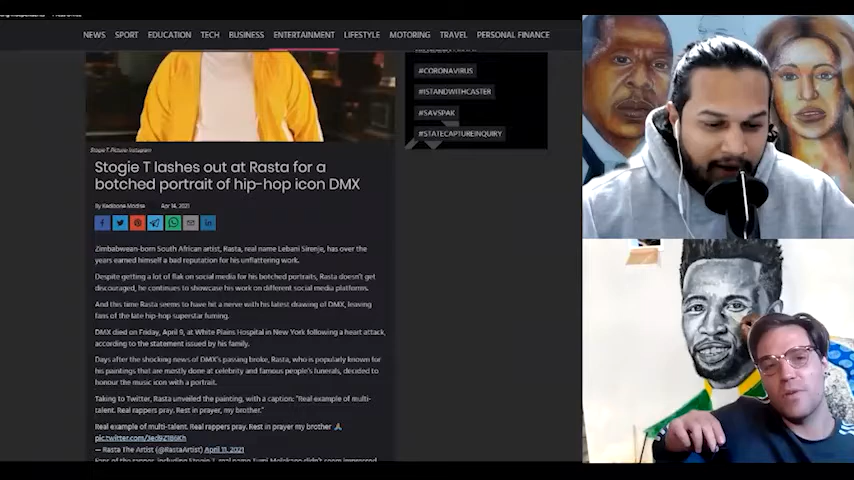 NEWS SPORT EDUCATION TECH BUSINESS ENTERTAINMENT LIFESTYLE MOTORING TRAVEL PERSONAL FINANCE
#CORONAVIRUS
#ISTANDWITHCASTER
#SAVSPAK
#STATECAPTUREINQUIRY
Stogie T. Picture: Instagram
Stogie T lashes out at Rasta for a
botched portrait of hip-hop icon DMX
By Kedibone Modise Apr 14, 2021
Zimbabwean-born South African artist, Rasta, real name Lebani Sirenje, has over the
years earned himself a bad reputation for his unflattering work.
Despite getting a lot of flak on social media for his botched portraits, Rasta doesn't get
discouraged, he continues to showcase his work on different social media platforms.
And this time Rasta seems to have hit a nerve with his latest drawing of DMX, leaving
fans of the late hip-hop superstar fuming.
DMX died on Friday, April 9, at White Plains Hospital in New York following a heart attack,
according to the statement issued by his family.
Days after the shocking news of DMX's passing broke, Rasta, who is popularly known for
his paintings that are mostly done at celebrity and famous people's funerals, decided to
honour the music icon with a portrait.
Taking to Twitter, Rasta unveiled the painting, with a caption: "Real example of multi-
talent. Real rappers pray. Rest in prayer, my brother."
Real example of multi-talent. Real rappers pray. Rest in prayer my brother 🙏
— Rasta The Artist (@RastaArtist) April 11, 2021